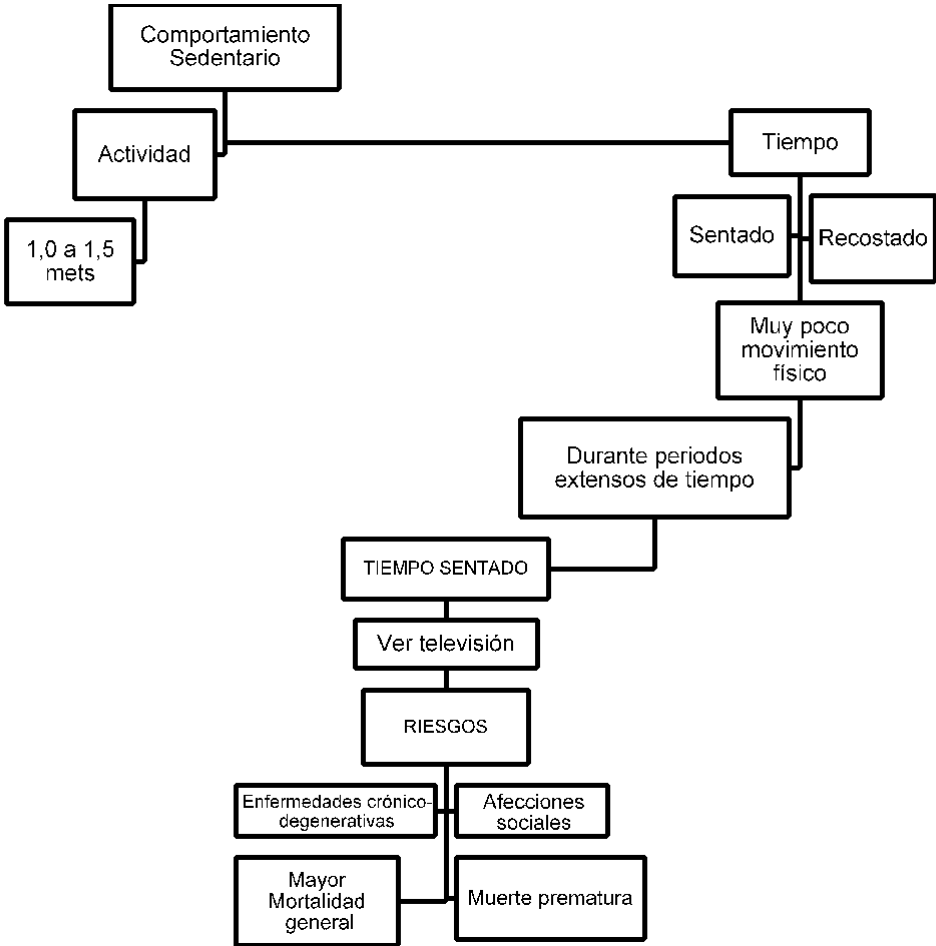 Comportamiento
Sedentario
Actividad
Tiempo
1,0 a 1,5
mets
Sentado
Recostado
Muy poco
movimiento
físico
Durante periodos
extensos de tiempo
TIEMPO SENTADO
Ver televisión
RIESGOS
Enfermedades crónico-
degenerativas
Afecciones
sociales
Mayor
Mortalidad
general
Muerte prematura